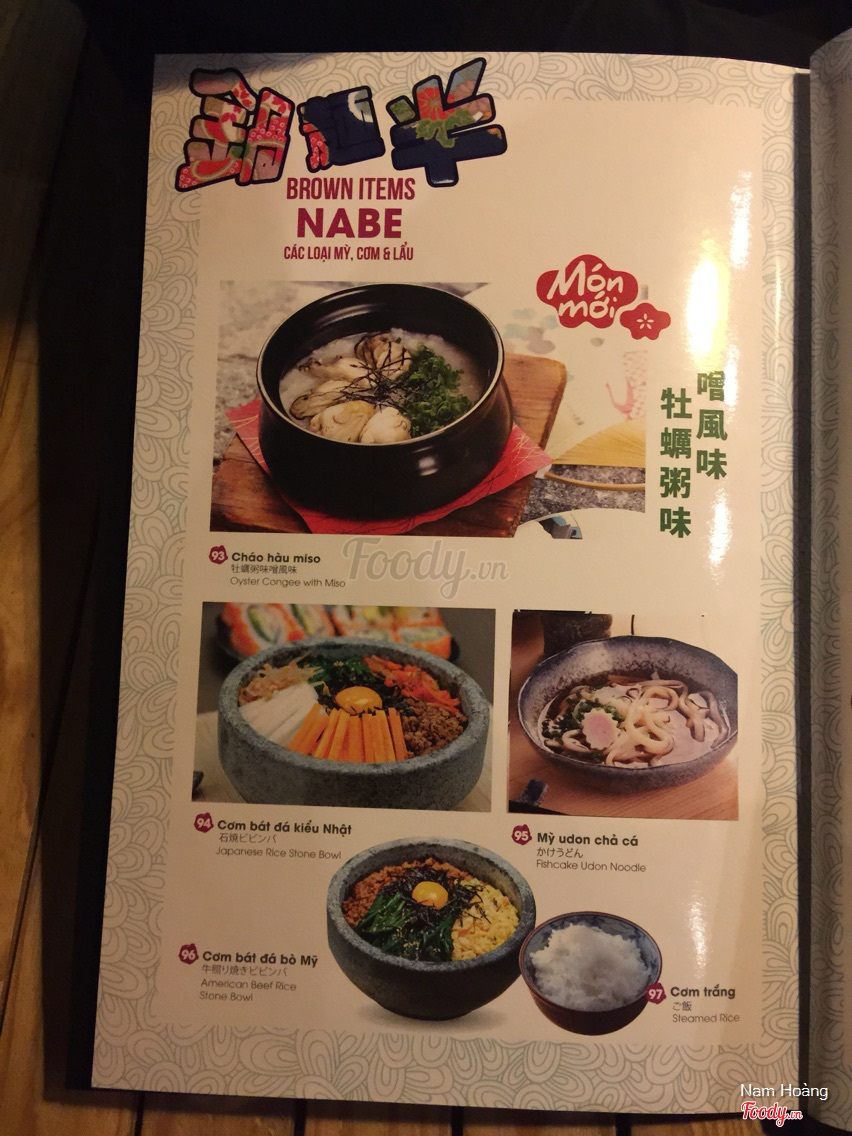 BROWN ITEMS
NABE
CÁC LOẠI MỲ, CƠM & LẨU
Món
mới
噌風味
牡蠣粥味
93 Cháo hàu miso
牡蠣粥味噌風味
Oyster Congee with Miso
Foody.vn
94 Cơm bát đá kiểu Nhật
石焼ビビンバ
Japanese Rice Stone Bowl
95 Mỳ udon chả cá
かけうどん
Fishcake Udon Noodle
96 Cơm bát đá bò Mỹ
牛照り焼きビビンバ
American Beef Rice
Stone Bowl
97 Cơm trắng
ご飯
Steamed Rice
Nam Hoàng
Foody.vn